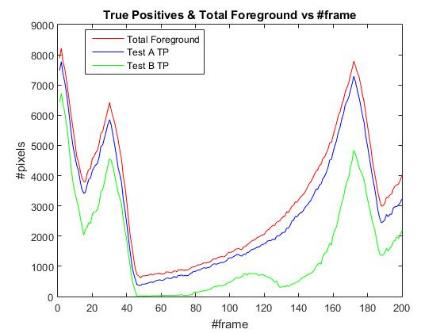 True Positives & Total Foreground vs #frame
9000
8000
7000
6000
5000
4000
3000
2000
1000
0
#pixels
Total Foreground
Test A TP
Test B TP
0 20 40 60 80 100 120 140 160 180 200
#frame